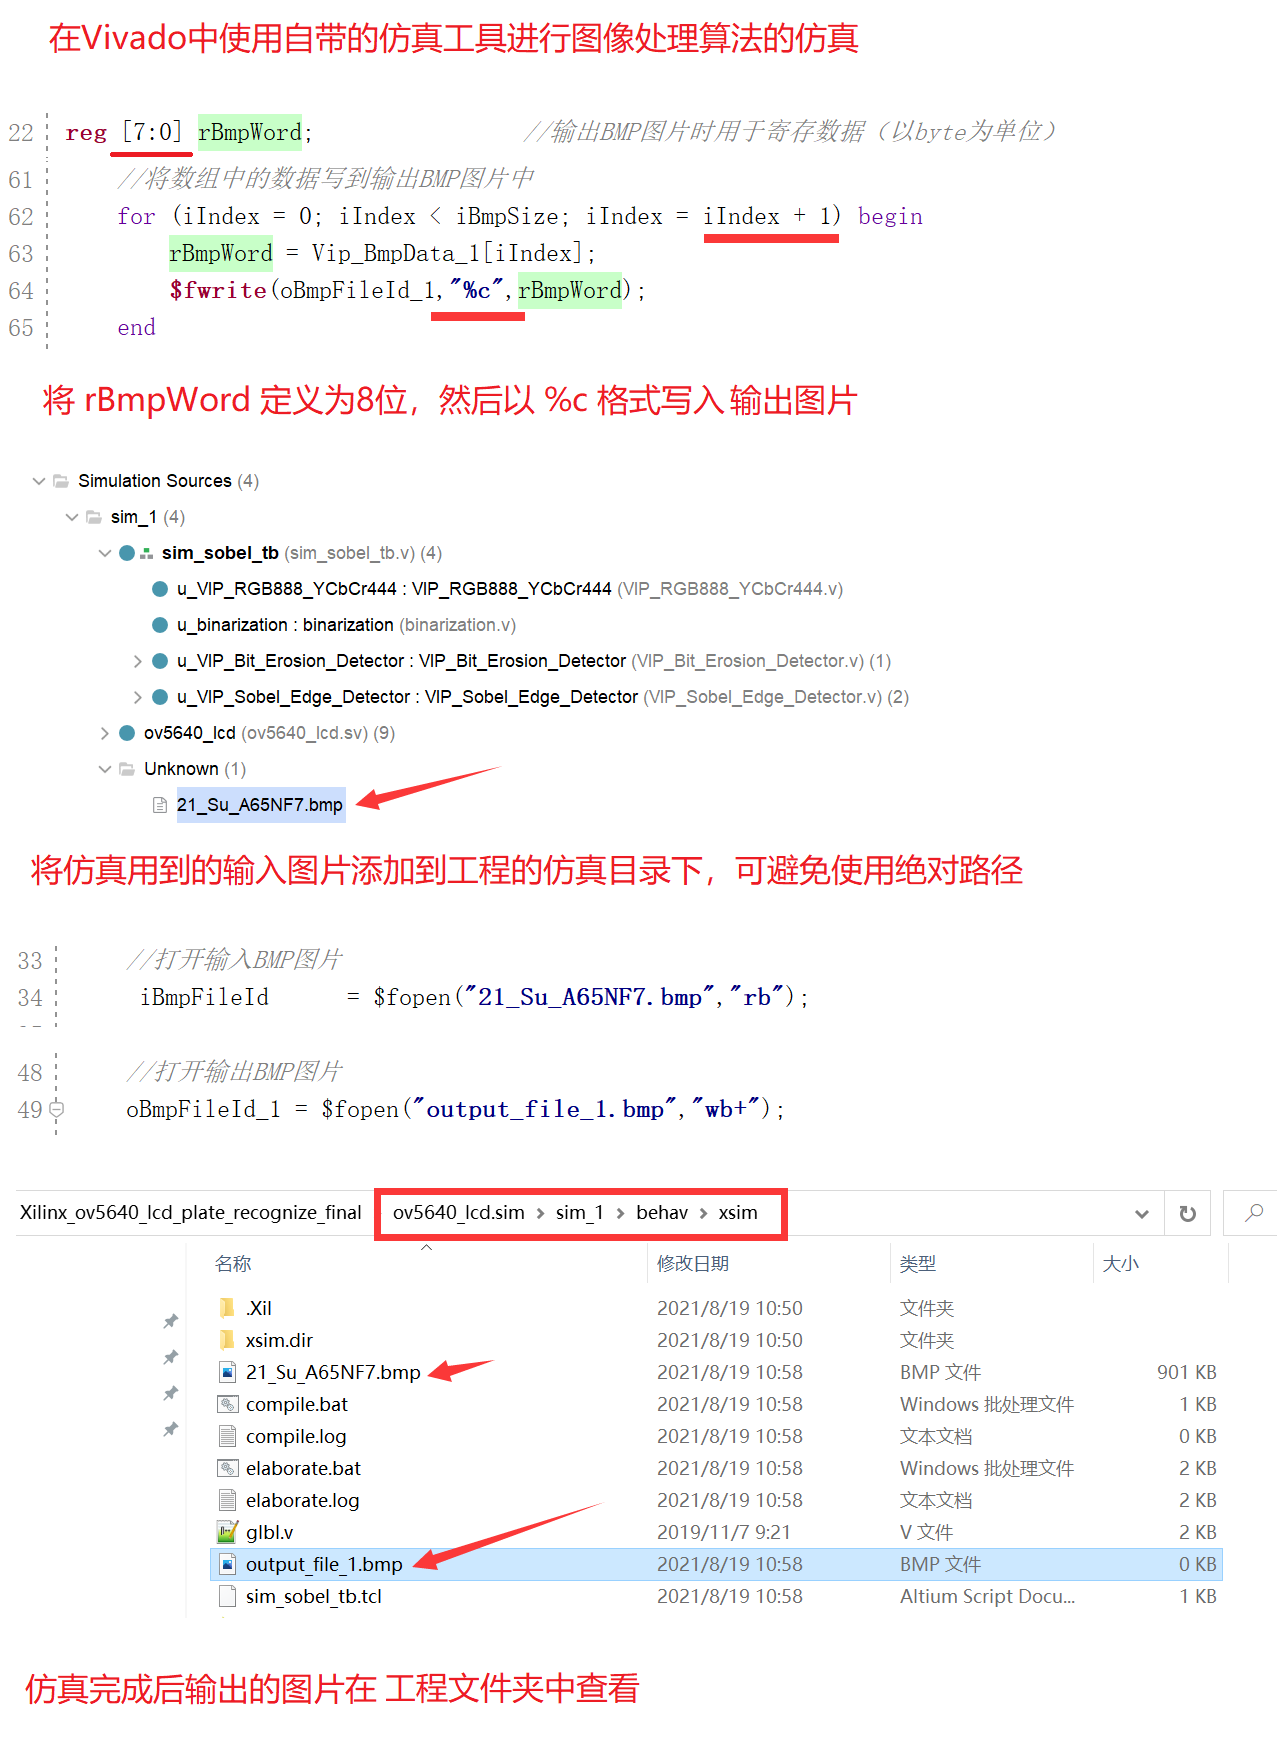 在Vivado中使用自带的仿真工具进行图像处理算法的仿真
22 reg [7:0] rBmpWord; //输出BMP图片时用于寄存数据（以byte为单位）
61 //将数组中的数据写到输出BMP图片中
62 for (iIndex = 0; iIndex < iBmpSize; iIndex = iIndex + 1) begin
63 rBmpWord = Vip_BmpData_1[iIndex];
64 $fwrite(oBmpFileId_1,"%c",rBmpWord);
65 end
将 rBmpWord 定义为8位，然后以 %c 格式写入 输出图片
Simulation Sources (4)
sim_1 (4)
sim_sobel_tb (sim_sobel_tb.v) (4)
u_VIP_RGB888_YCbCr444 : VIP_RGB888_YCbCr444 (VIP_RGB888_YCbCr444.v)
u_binarization : binarization (binarization.v)
u_VIP_Bit_Erosion_Detector : VIP_Bit_Erosion_Detector (VIP_Bit_Erosion_Detector.v) (1)
u_VIP_Sobel_Edge_Detector : VIP_Sobel_Edge_Detector (VIP_Sobel_Edge_Detector.v) (2)
ov5640_lcd (ov5640_lcd.sv) (9)
Unknown (1)
21_Su_A65NF7.bmp
将仿真用到的输入图片添加到工程的仿真目录下，可避免使用绝对路径
33 //打开输入BMP图片
34 iBmpFileId = $fopen("21_Su_A65NF7.bmp","rb");
48 //打开输出BMP图片
49 oBmpFileId_1 = $fopen("output_file_1.bmp","wb+");
Xilinx_ov5640_lcd_plate_recognize_final ov5640_lcd.sim > sim_1 > behav > xsim
名称 修改日期 类型 大小
.Xil 2021/8/19 10:50 文件夹
xsim.dir 2021/8/19 10:50 文件夹
21_Su_A65NF7.bmp 2021/8/19 10:58 BMP 文件 901 KB
compile.bat 2021/8/19 10:58 Windows 批处理文件 1 KB
compile.log 2021/8/19 10:58 文本文档 0 KB
elaborate.bat 2021/8/19 10:58 Windows 批处理文件 2 KB
elaborate.log 2021/8/19 10:58 文本文档 2 KB
glbl.v 2019/11/7 9:21 V 文件 2 KB
output_file_1.bmp 2021/8/19 10:58 BMP 文件 0 KB
sim_sobel_tb.tcl 2021/8/19 10:58 Altium Script Docu... 1 KB
仿真完成后输出的图片在 工程文件夹中查看